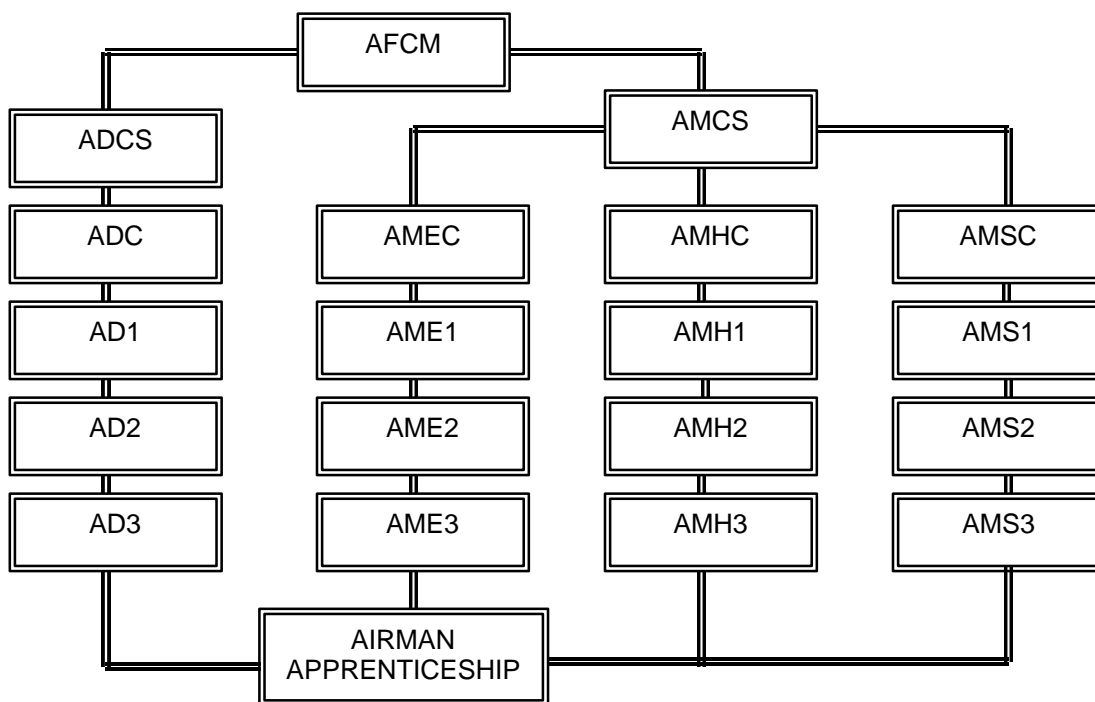 AFCM
ADCS
AMCS
ADC
AMEC
AMHC
AMSC
AD1
AME1
AMH1
AMS1
AD2
AME2
AMH2
AMS2
AD3
AME3
AMH3
AMS3
AIRMAN
APPRENTICESHIP